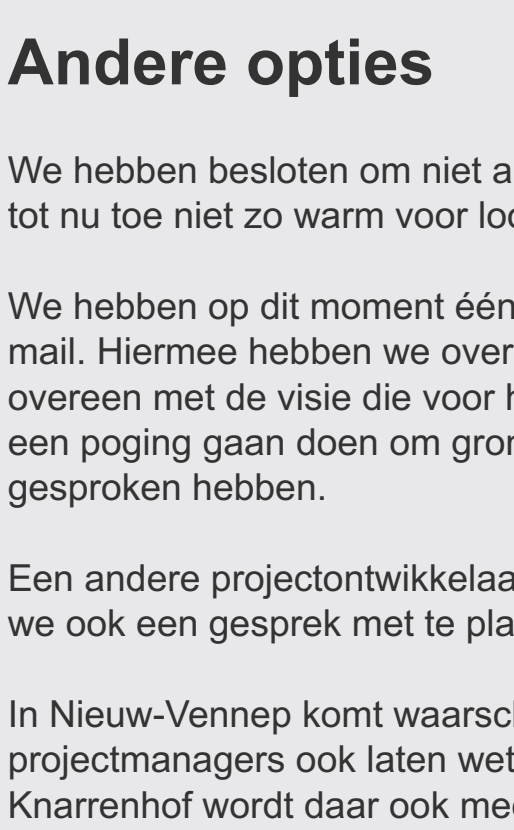 Andere opties
We hebben besloten om niet a
tot nu toe niet zo warm voor loc
We hebben op dit moment één
mail. Hiermee hebben we over
overeen met de visie die voor h
een poging gaan doen om gron
gesproken hebben.
Een andere projectontwikkelaa
we ook een gesprek met te pla
In Nieuw-Vennep komt waarsch
projectmanagers ook laten wet
Knarrenhof wordt daar ook mee